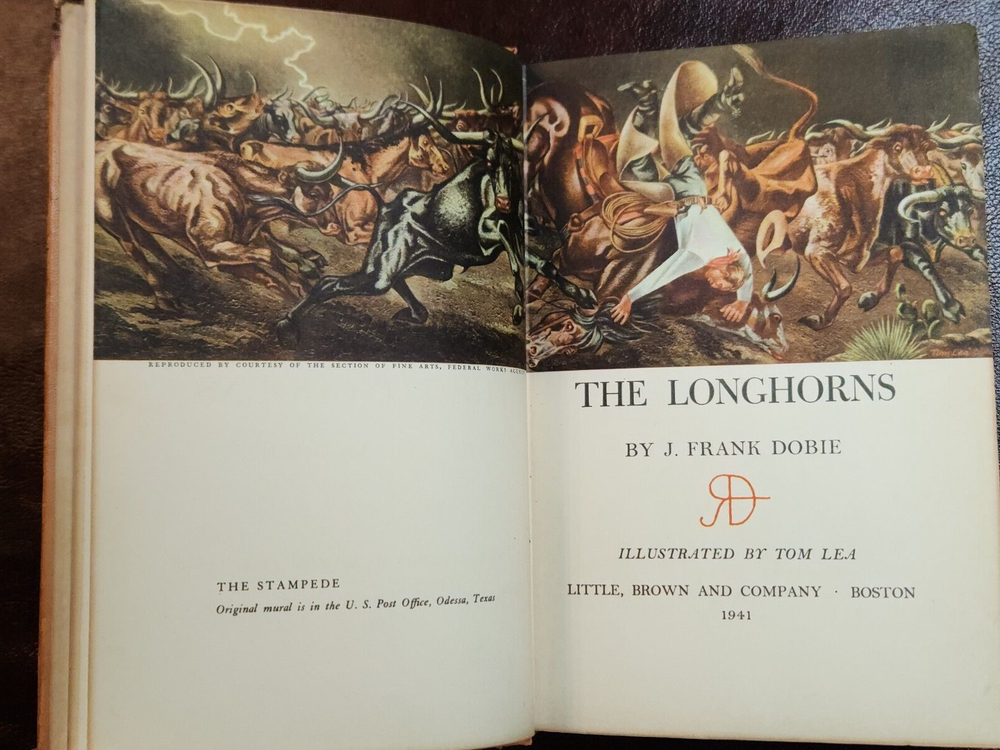 REPRODUCED BY COURTESY OF THE SECTION OF FINE ARTS, FEDERAL WORKS
THE STAMPEDE
Original mural is in the U. S. Post Office, Odessa, Texas
THE LONGHORNS
BY J. FRANK DOBIE
ILLUSTRATED BY TOM LEA
LITTLE, BROWN AND COMPANY · BOSTON
1941